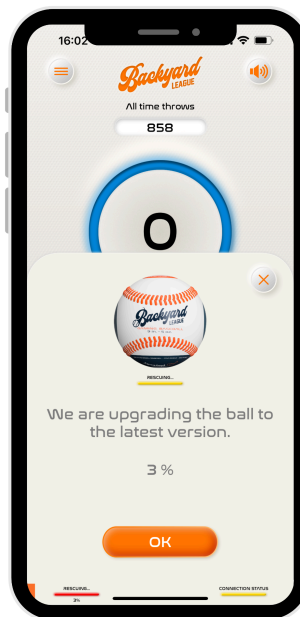 16:02
Backyard
LEAGUE
All time throws
858
0
Backyard
LEAGUE
RESCUING...
We are upgrading the ball to
the latest version.
3 %
OK
RESCUING...
3%
CONNECTION STATUS